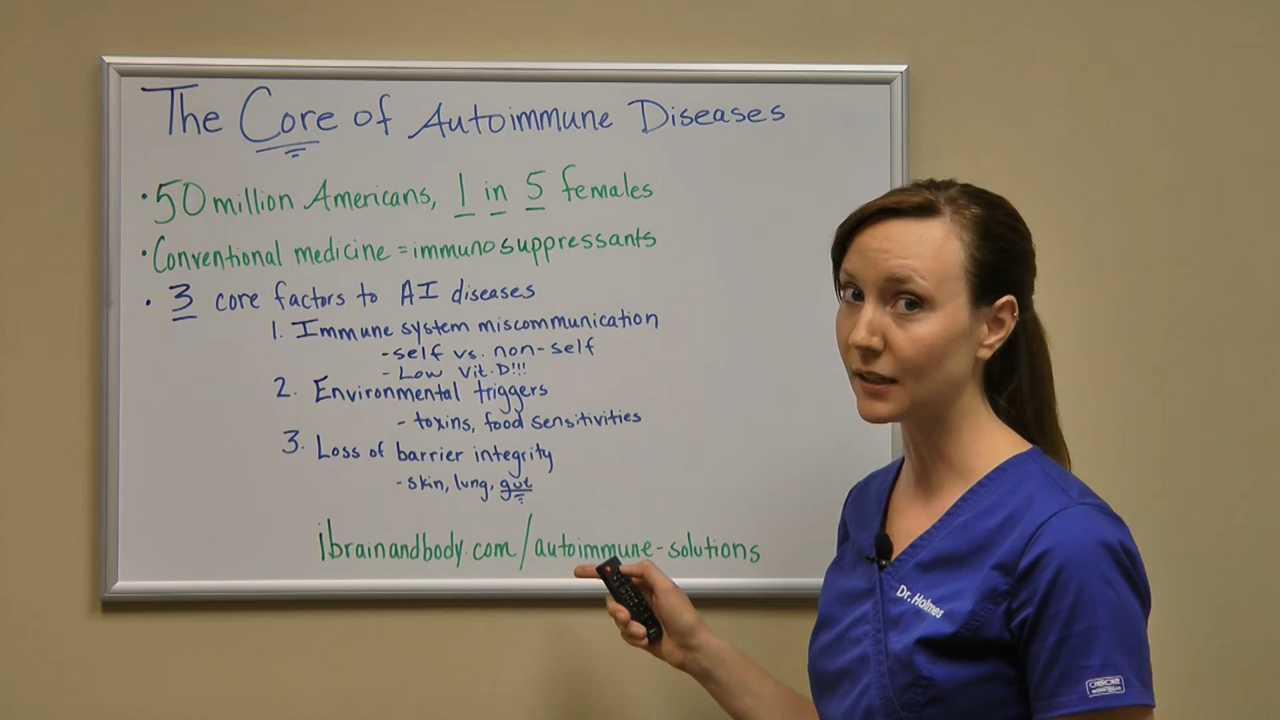 The Core of Autoimmune Diseases
• 50 million Americans, 1 in 5 females
• Conventional medicine = immunosuppressants
• 3 core factors to AI diseases
1. Immune system miscommunication
- self vs. non-self
- Low Vit. D!!!
2. Environmental triggers
- toxins, food sensitivities
3. Loss of barrier integrity
- skin, lung, gut
ibrainandbody.com/autoimmune-solutions
Dr. Holmes